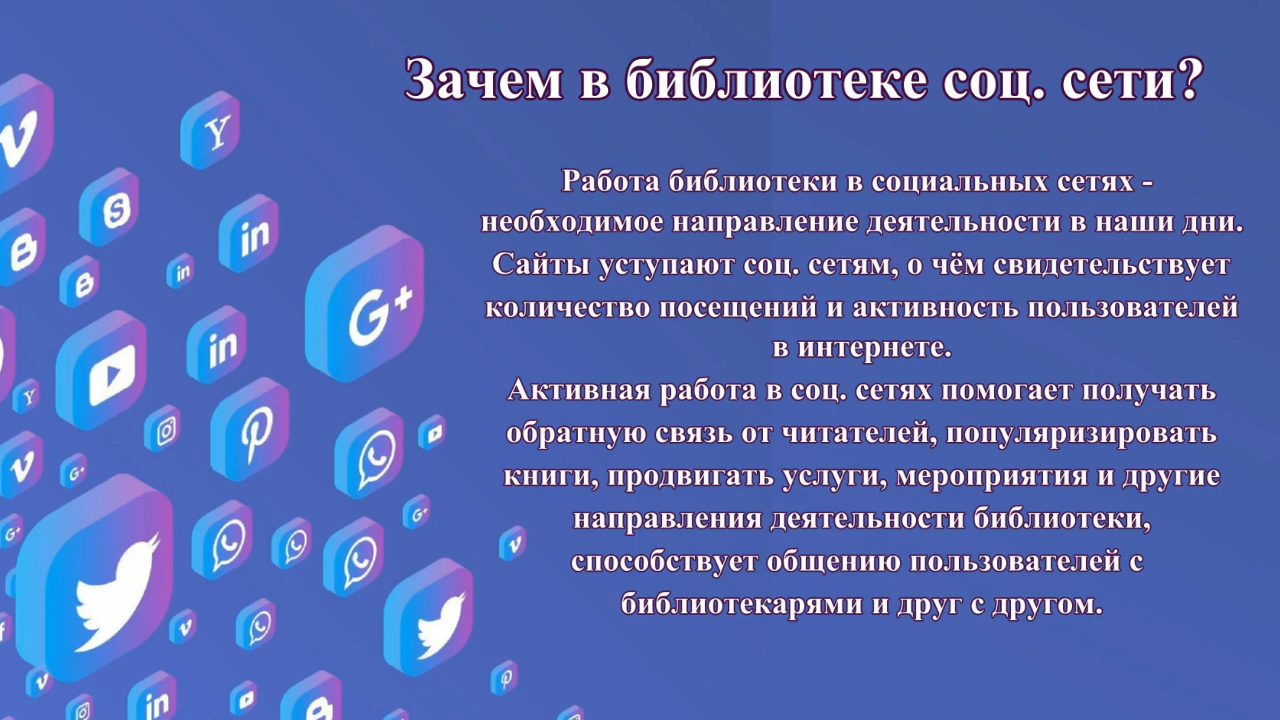 Зачем в библиотеке соц. сети?
Работа библиотеки в социальных сетях -
необходимое направление деятельности в наши дни.
Сайты уступают соц. сетям, о чём свидетельствует
количество посещений и активность пользователей
в интернете.
Активная работа в соц. сетях помогает получать
обратную связь от читателей, популяризировать
книги, продвигать услуги, мероприятия и другие
направления деятельности библиотеки,
способствует общению пользователей с
библиотекарями и друг с другом.